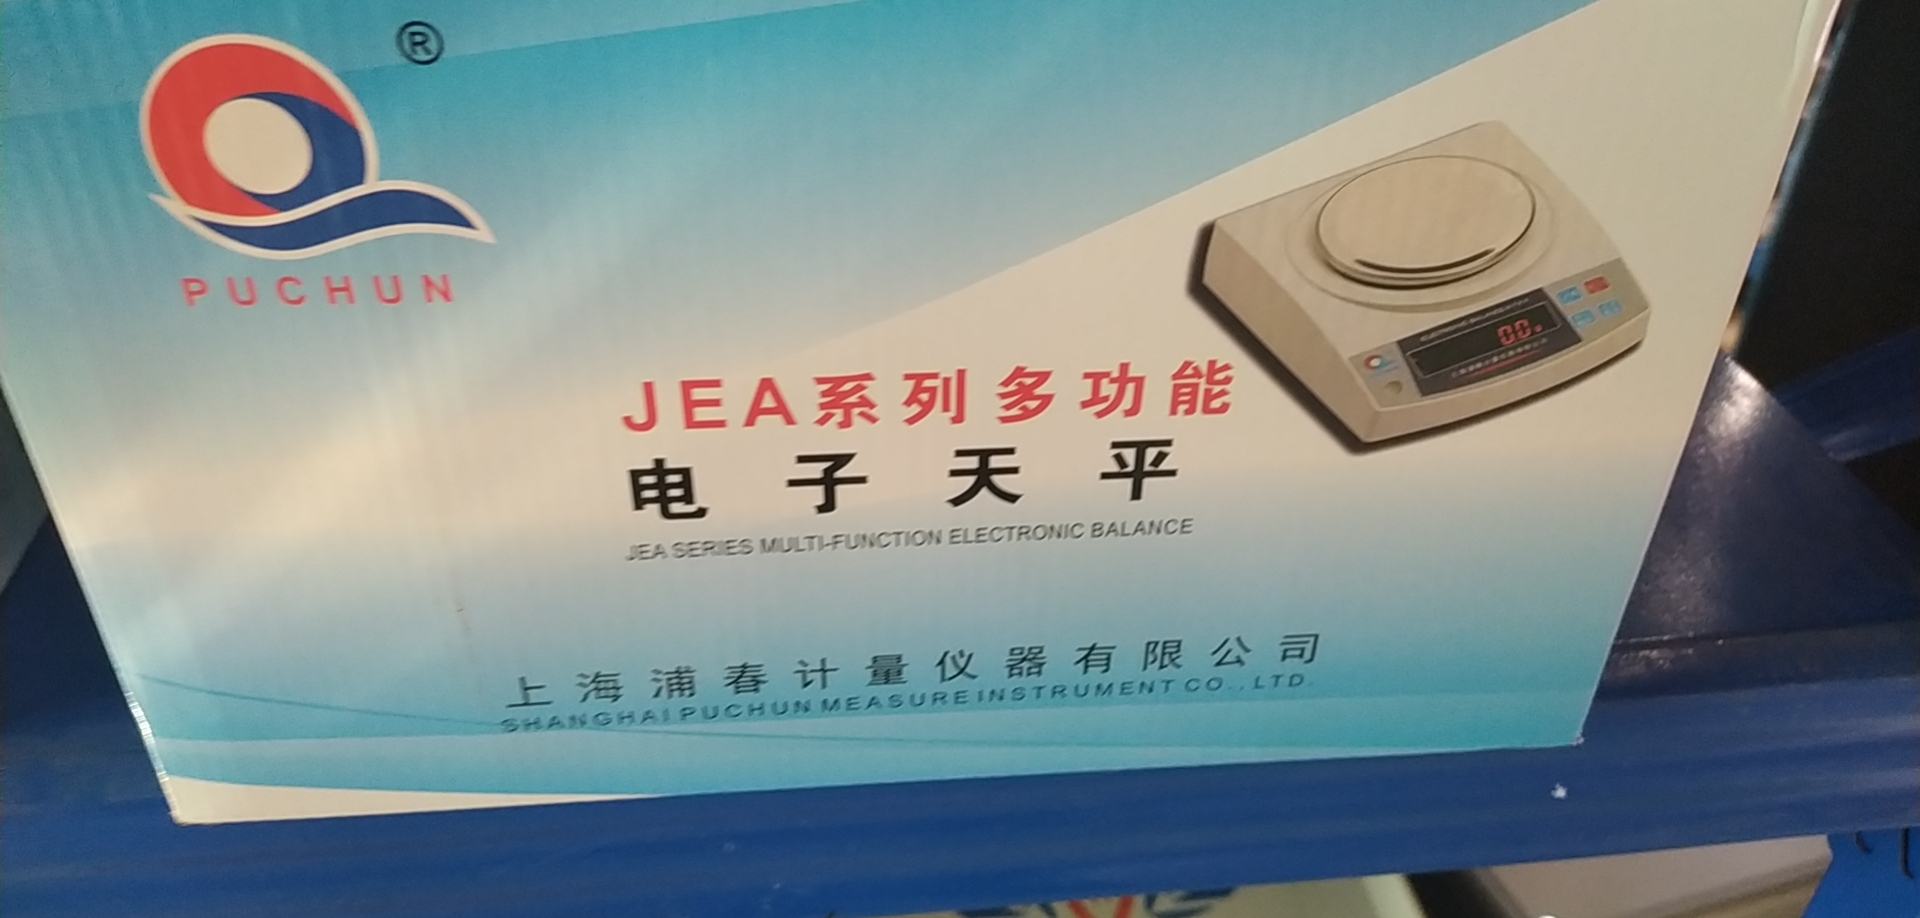 ®
PUCHUN
JEA系列多功能
电子天平
JEA SERIES MULTI-FUNCTION ELECTRONIC BALANCE
上海浦春计量仪器有限公司
SHANGHAI PUCHUN MEASURE INSTRUMENT CO.,LTD.